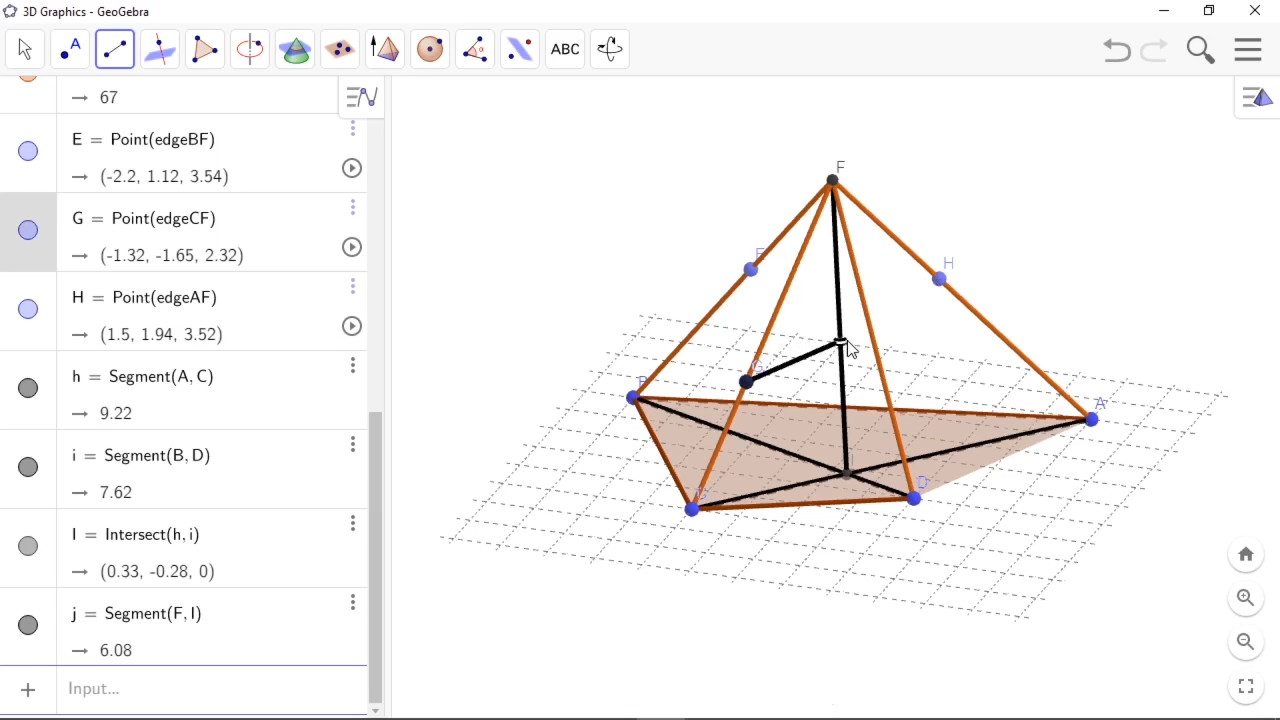 3D Graphics - GeoGebra
ABC
→ 67
E = Point(edgeBF)
→ (-2.2, 1.12, 3.54)
G = Point(edgeCF)
→ (-1.32, -1.65, 2.32)
H = Point(edgeAF)
→ (1.5, 1.94, 3.52)
h = Segment(A, C)
→ 9.22
i = Segment(B, D)
→ 7.62
I = Intersect(h, i)
→ (0.33, -0.28, 0)
j = Segment(F, I)
→ 6.08
Input...
F
E
H
G
B
A
C
D